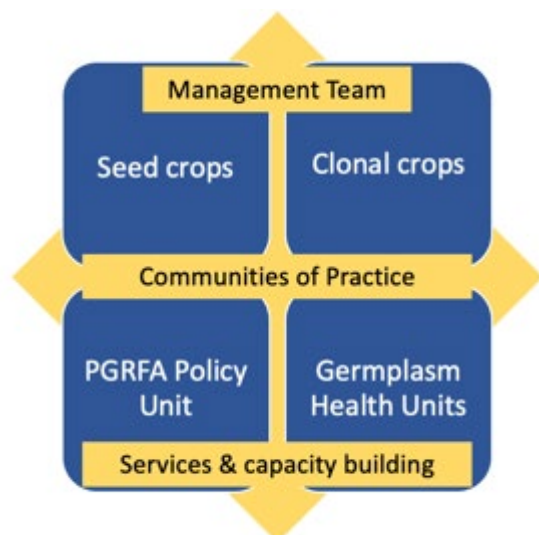 Management Team
Seed crops
Clonal crops
Communities of Practice
PGRFA Policy
Unit
Germplasm
Health Units
Services & capacity building